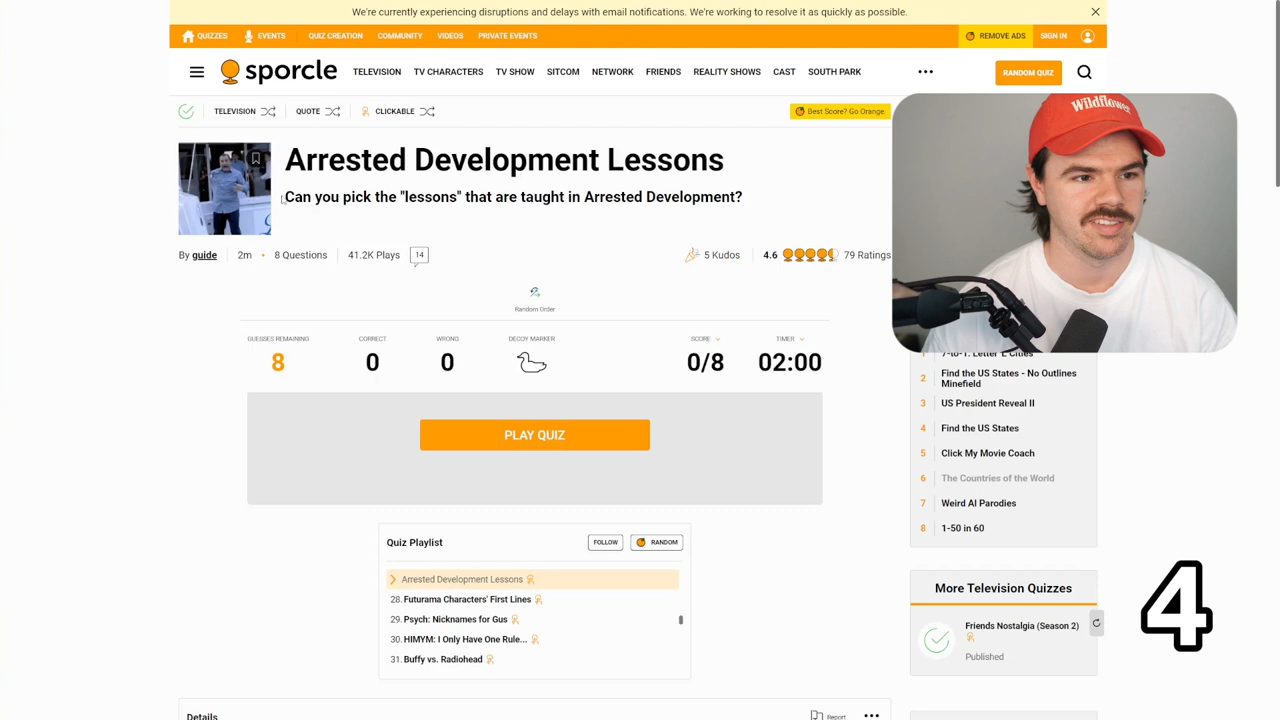 We're currently experiencing disruptions and delays with email notifications. We're working to resolve it as quickly as possible.
QUIZZES EVENTS QUIZ CREATION COMMUNITY VIDEOS PRIVATE EVENTS REMOVE ADS SIGN IN
sporcle TELEVISION TV CHARACTERS TV SHOW SITCOM NETWORK FRIENDS REALITY SHOWS CAST SOUTH PARK ••• RANDOM QUIZ
TELEVISION QUOTE CLICKABLE Best Score? Go Orange.
Wildflower
Arrested Development Lessons
Can you pick the "lessons" that are taught in Arrested Development?
By guide 2m • 8 Questions 41.2K Plays 14 5 Kudos 4.6 79 Ratings
Random Order
GUESSES REMAINING CORRECT WRONG DECOY MARKER SCORE TIMER
8 0 0 0/8 02:00
PLAY QUIZ
1 7-to-1: Letter E Cities
2 Find the US States - No Outlines
Minefield
3 US President Reveal II
4 Find the US States
5 Click My Movie Coach
6 The Countries of the World
7 Weird Al Parodies
8 1-50 in 60
Quiz Playlist FOLLOW RANDOM
Arrested Development Lessons
28. Futurama Characters' First Lines
29. Psych: Nicknames for Gus
30. HIMYM: I Only Have One Rule...
31. Buffy vs. Radiohead
More Television Quizzes
Friends Nostalgia (Season 2)
Published
4
Details Report •••